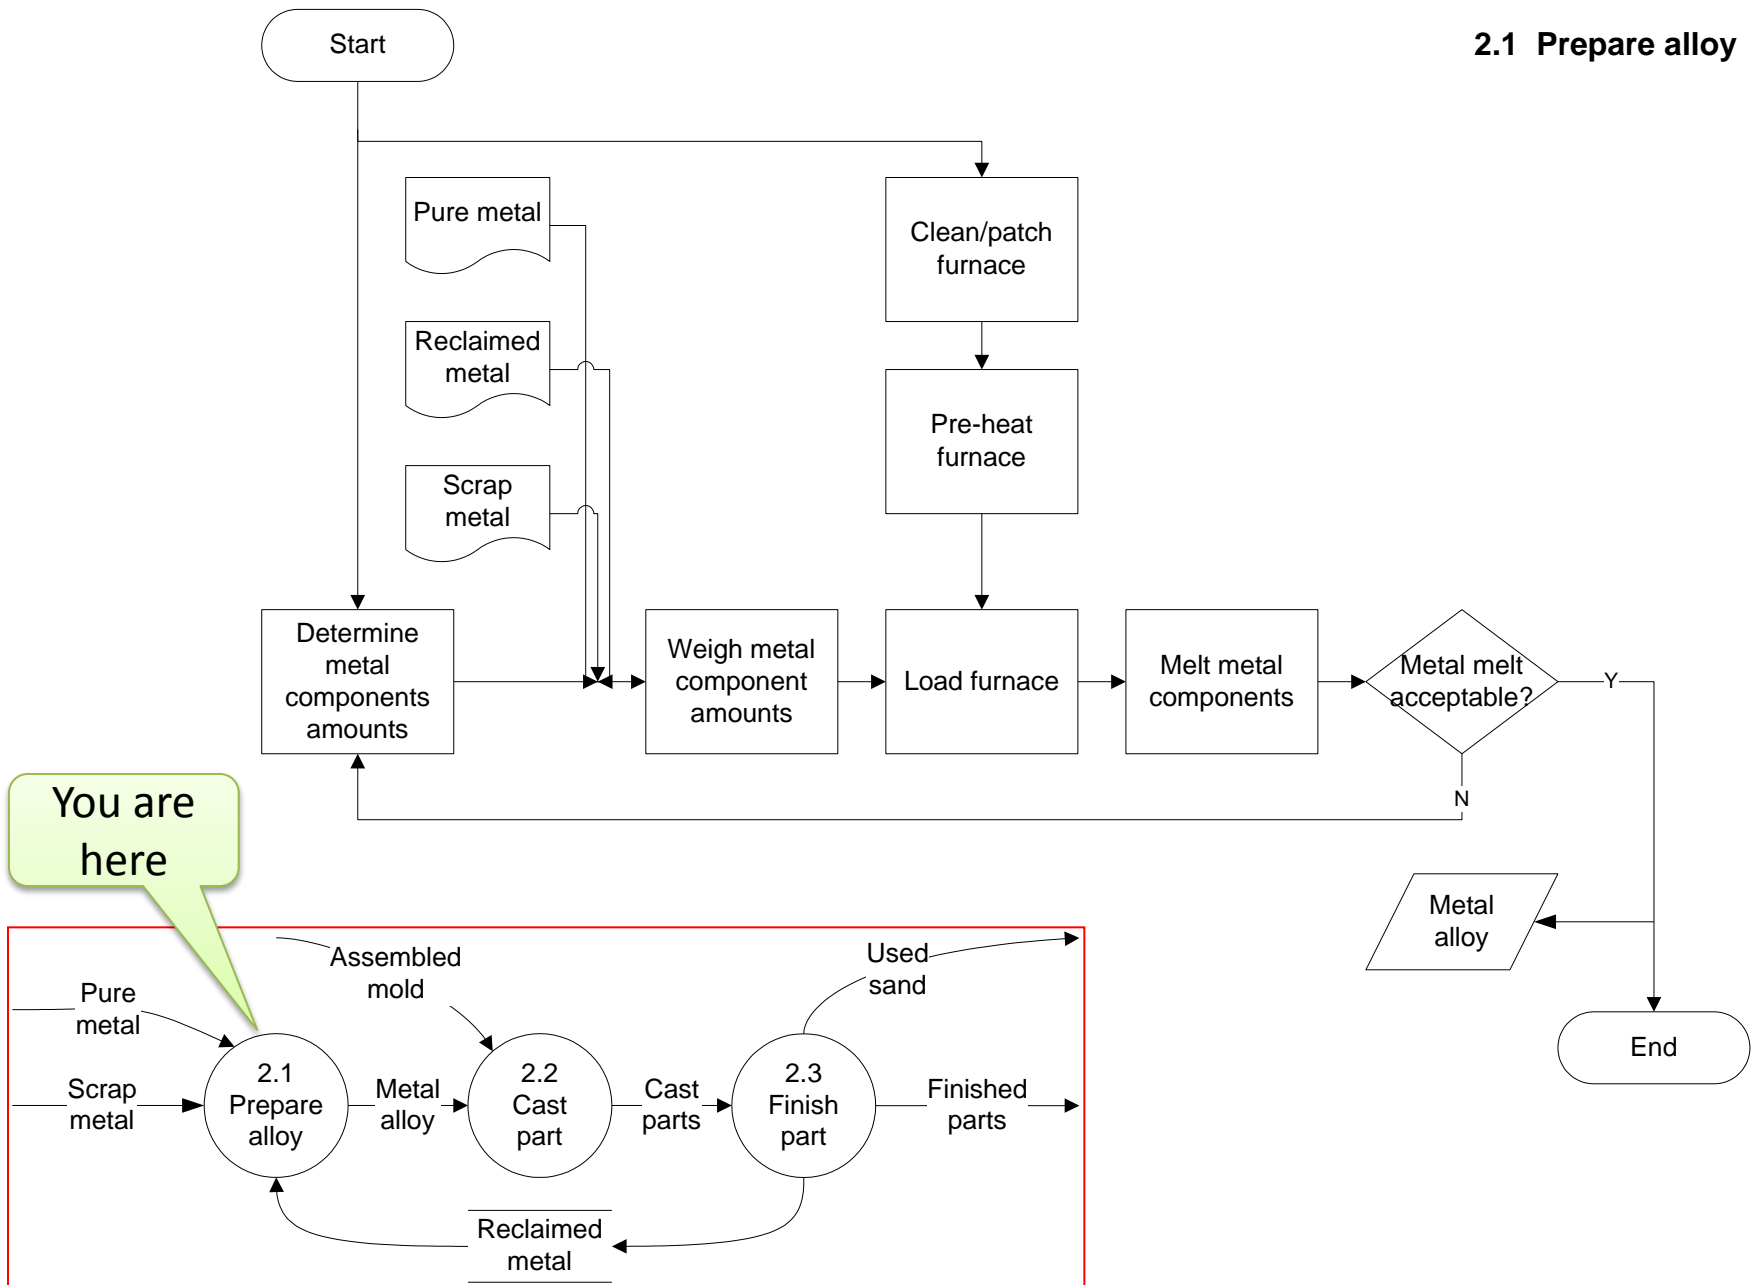 Start
2.1 Prepare alloy
Pure metal
Clean/patch
furnace
Reclaimed
metal
Pre-heat
furnace
Scrap
metal
Determine
metal
components
amounts
Weigh metal
component
amounts
Load furnace
Melt metal
components
Metal melt
acceptable?
Y
N
You are
here
Metal
alloy
End
Assembled
mold
Used
sand
Pure
metal
Scrap
metal
2.1
Prepare
alloy
Metal
alloy
2.2
Cast
part
Cast
parts
2.3
Finish
part
Finished
parts
Reclaimed
metal